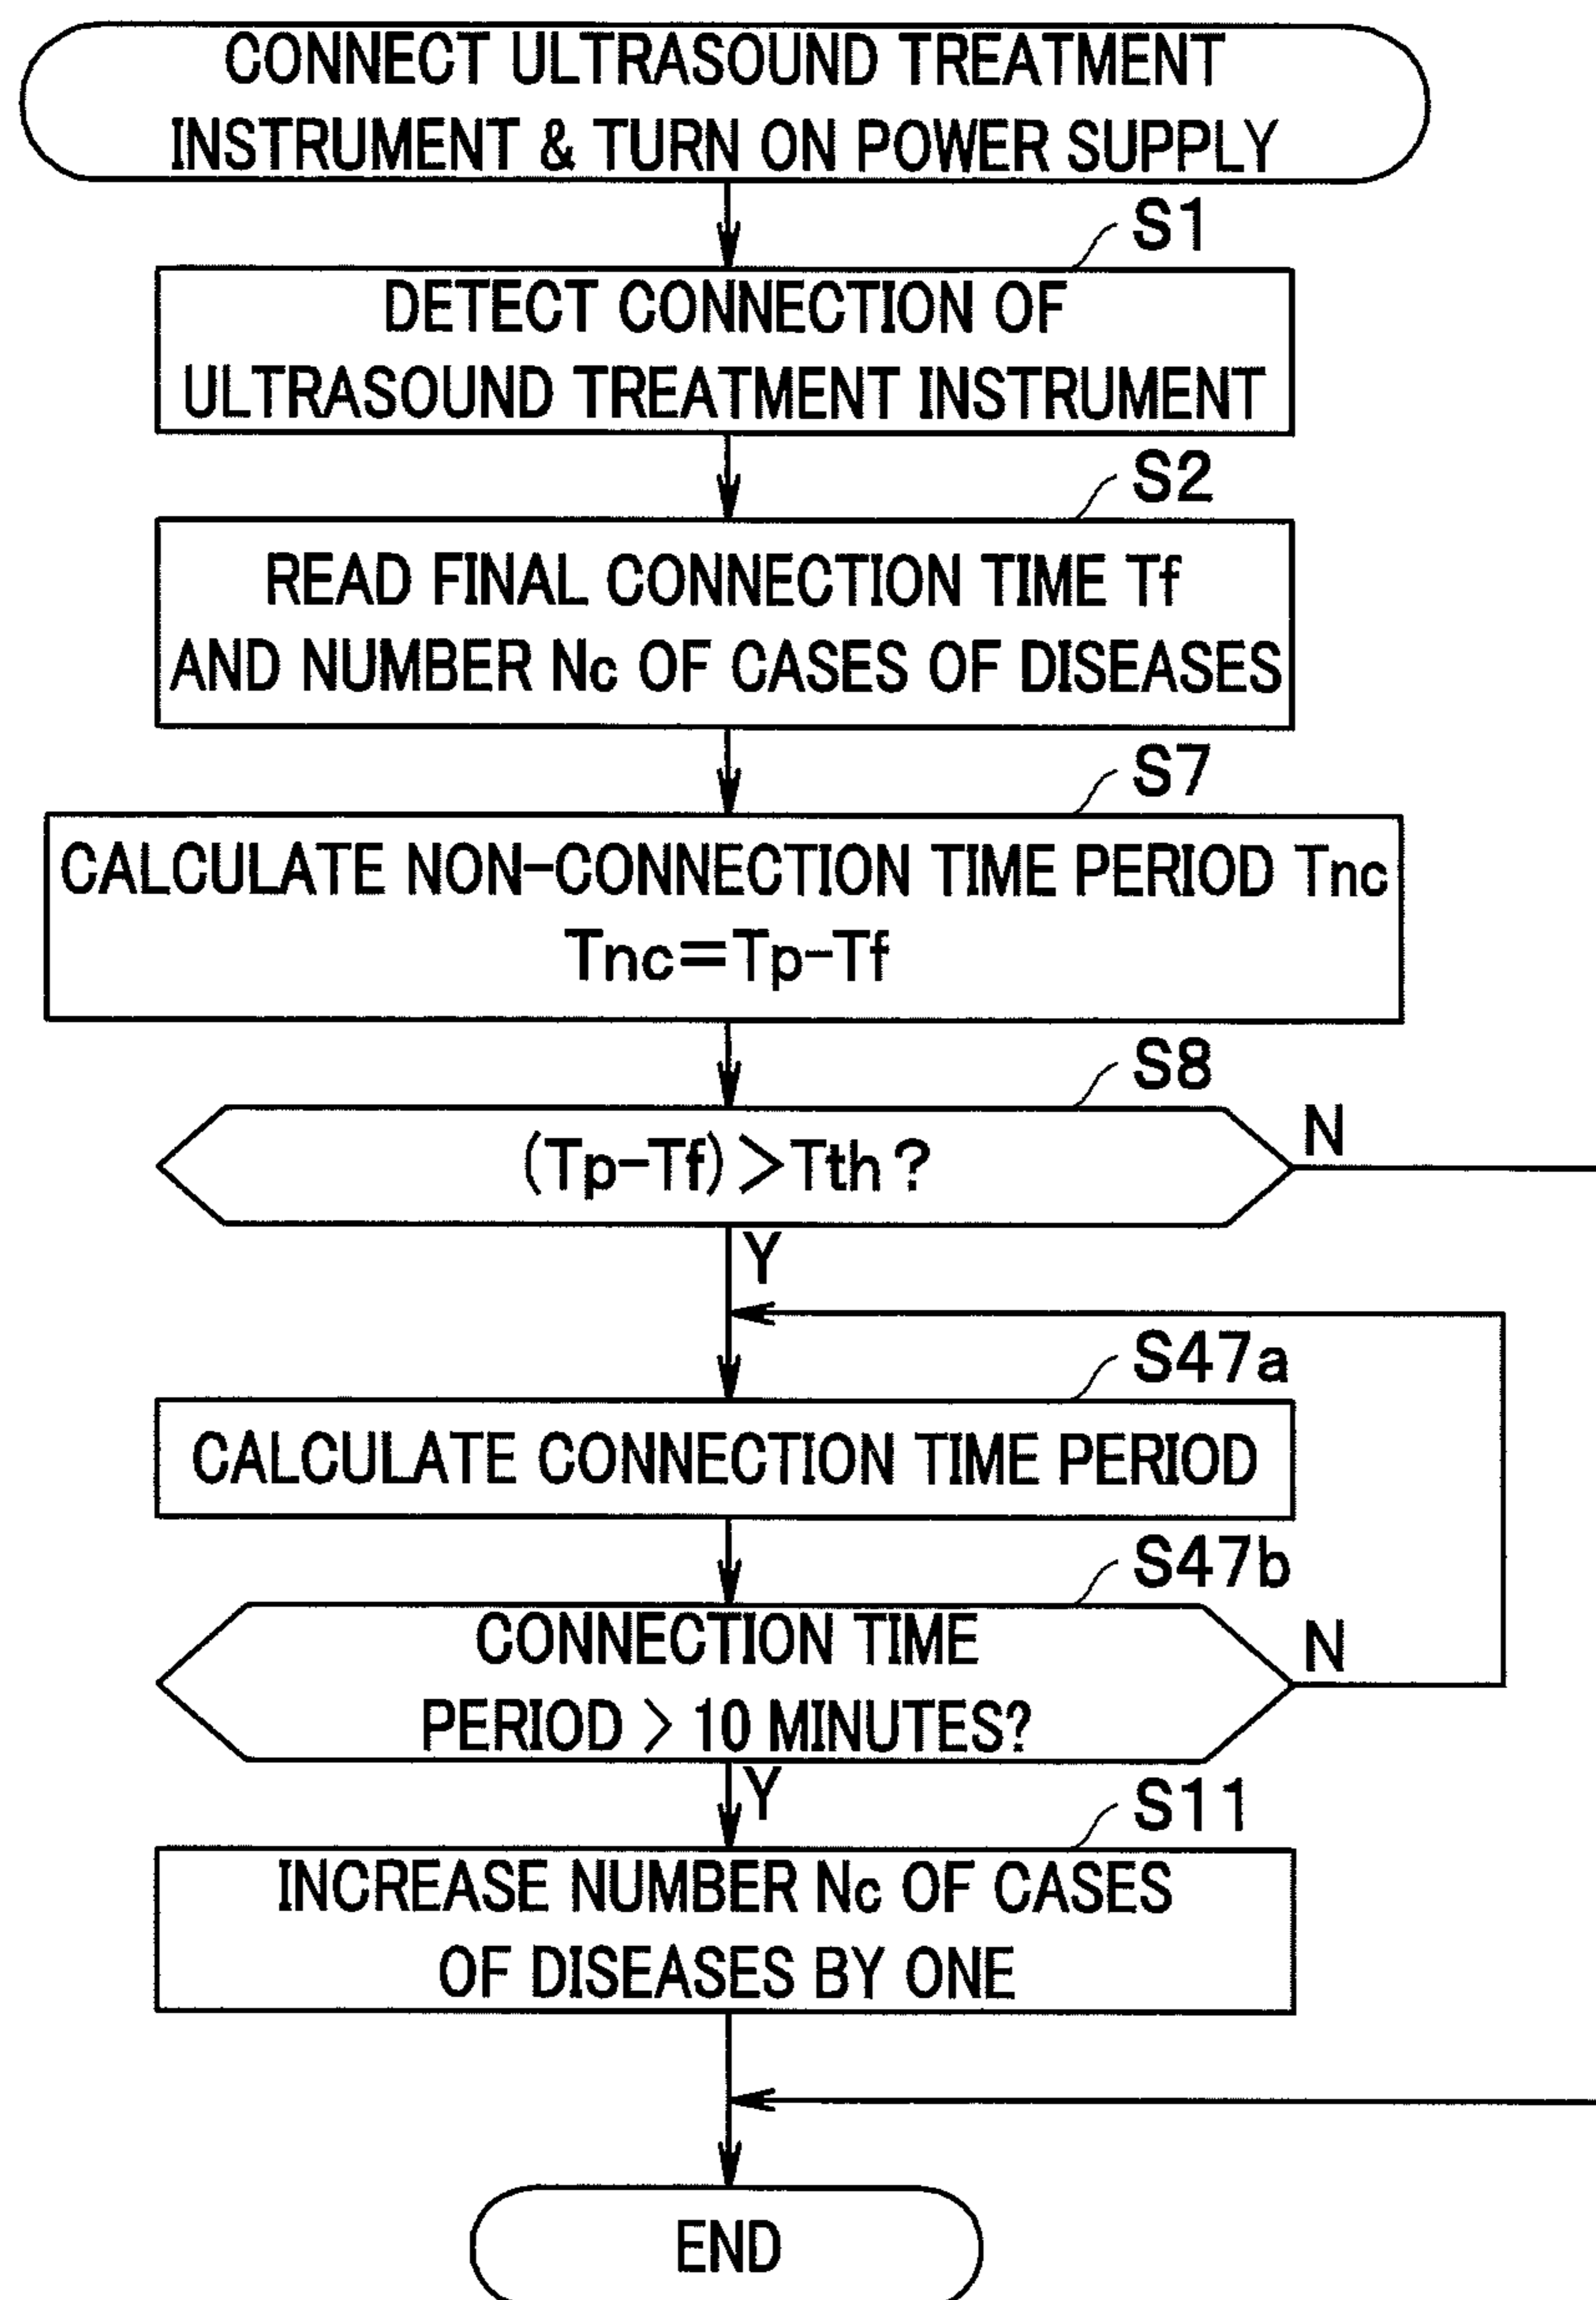 CONNECT ULTRASOUND TREATMENT
INSTRUMENT & TURN ON POWER SUPPLY
S1
DETECT CONNECTION OF
ULTRASOUND TREATMENT INSTRUMENT
S2
READ FINAL CONNECTION TIME Tf
AND NUMBER Nc OF CASES OF DISEASES
S7
CALCULATE NON-CONNECTION TIME PERIOD Tnc
Tnc=Tp-Tf
S8
(Tp-Tf)>Tth?
N
Y
S47a
CALCULATE CONNECTION TIME PERIOD
S47b
CONNECTION TIME
PERIOD > 10 MINUTES?
N
Y
S11
INCREASE NUMBER Nc OF CASES
OF DISEASES BY ONE
END